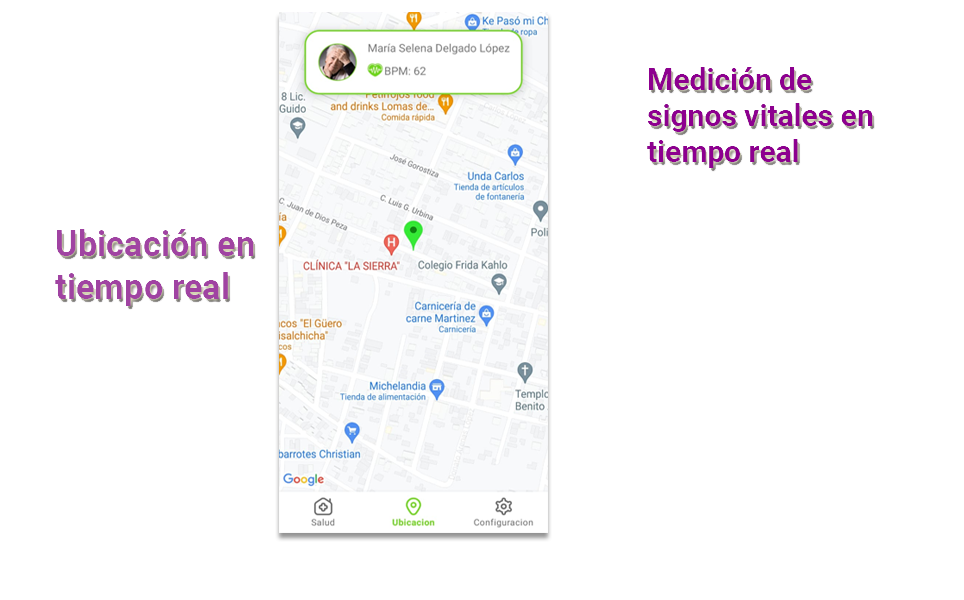 Ubicación en
tiempo real
Ke Pasó mi Ch
Tienda de ropa
María Selena Delgado López
BPM: 62
8 Lic.
Guido
Petirrojos food
and drinks Lomas de...
Comida rápida
José Gorostiza
Unda Carlos
Tienda de artículos
de fontanería
C. Juan de Dios Peza
C. Luis G. Urbina
ía
Poli
H
CLÍNICA "LA SIERRA"
Colegio Frida Kahlo
Carnicería de
carne Martinez
Carnicería
acos "El Güero
isalchicha"
cos
Michelandia
Tienda de alimentación
Templo
Benito
barrotes Christian
Google
Salud
Ubicacion
Configuracion
Medición de
signos vitales en
tiempo real